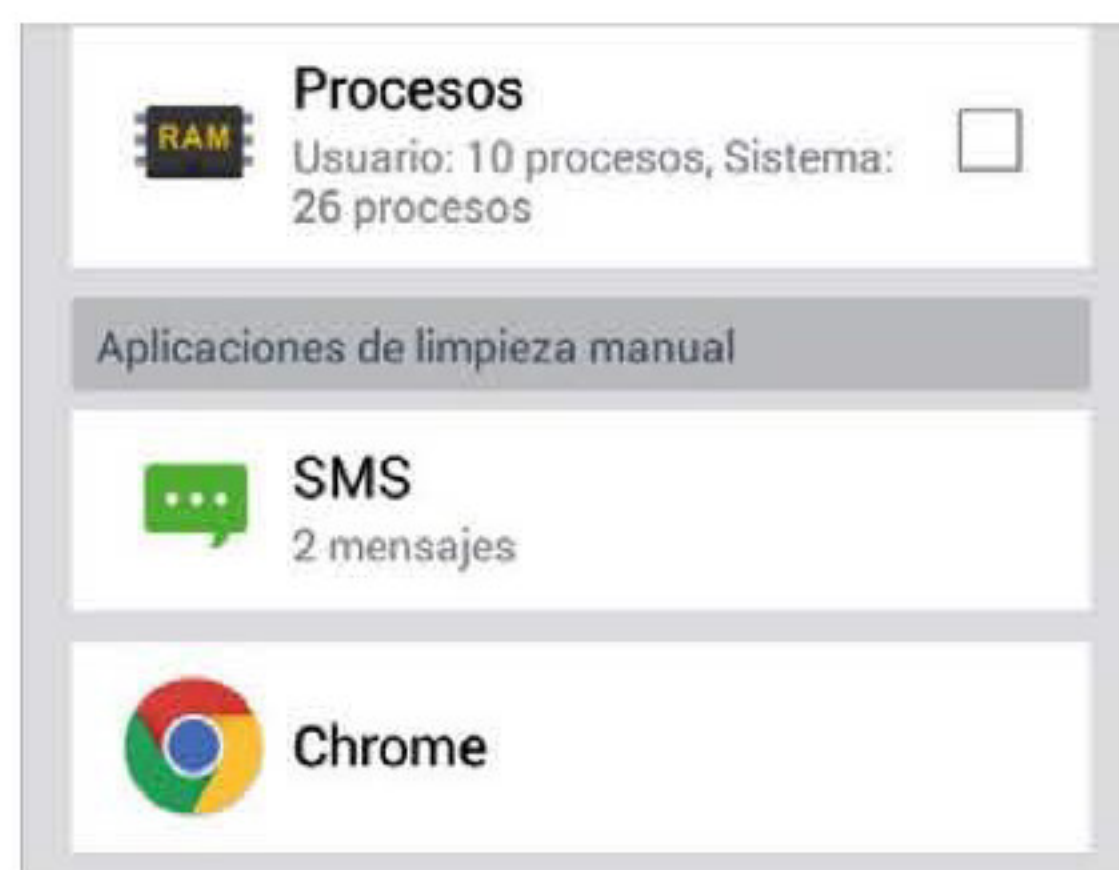 Procesos
RAM
Usuario: 10 procesos, Sistema:
26 procesos
Aplicaciones de limpieza manual
SMS
2 mensajes
Chrome